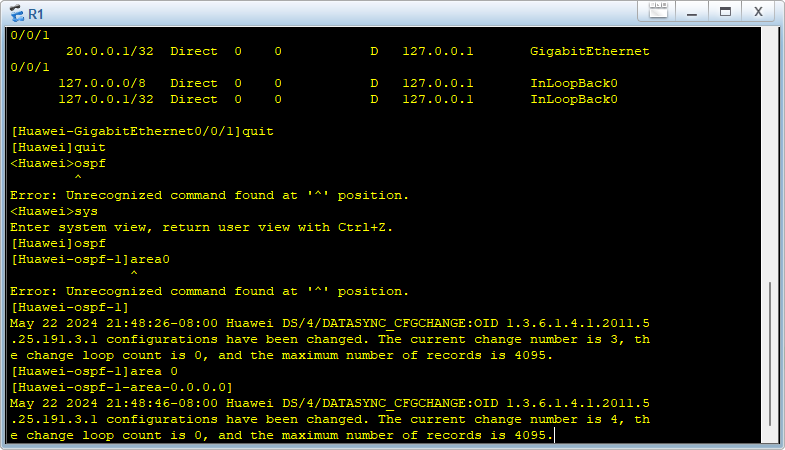 R1
0/0/1
20.0.0.1/32 Direct 0 0 D 127.0.0.1 GigabitEthernet
0/0/1
127.0.0.0/8 Direct 0 0 D 127.0.0.1 InLoopBack0
127.0.0.1/32 Direct 0 0 D 127.0.0.1 InLoopBack0
[Huawei-GigabitEthernet0/0/1]quit
[Huawei]quit
<Huawei>ospf
^
Error: Unrecognized command found at '^' position.
<Huawei>sys
Enter system view, return user view with Ctrl+Z.
[Huawei]ospf
[Huawei-ospf-1]area0
^
Error: Unrecognized command found at '^' position.
[Huawei-ospf-1]
May 22 2024 21:48:26-08:00 Huawei DS/4/DATASYNC_CFGCHANGE:OID 1.3.6.1.4.1.2011.5
.25.191.3.1 configurations have been changed. The current change number is 3, th
e change loop count is 0, and the maximum number of records is 4095.
[Huawei-ospf-1]area 0
[Huawei-ospf-1-area-0.0.0.0]
May 22 2024 21:48:46-08:00 Huawei DS/4/DATASYNC_CFGCHANGE:OID 1.3.6.1.4.1.2011.5
.25.191.3.1 configurations have been changed. The current change number is 4, th
e change loop count is 0, and the maximum number of records is 4095.